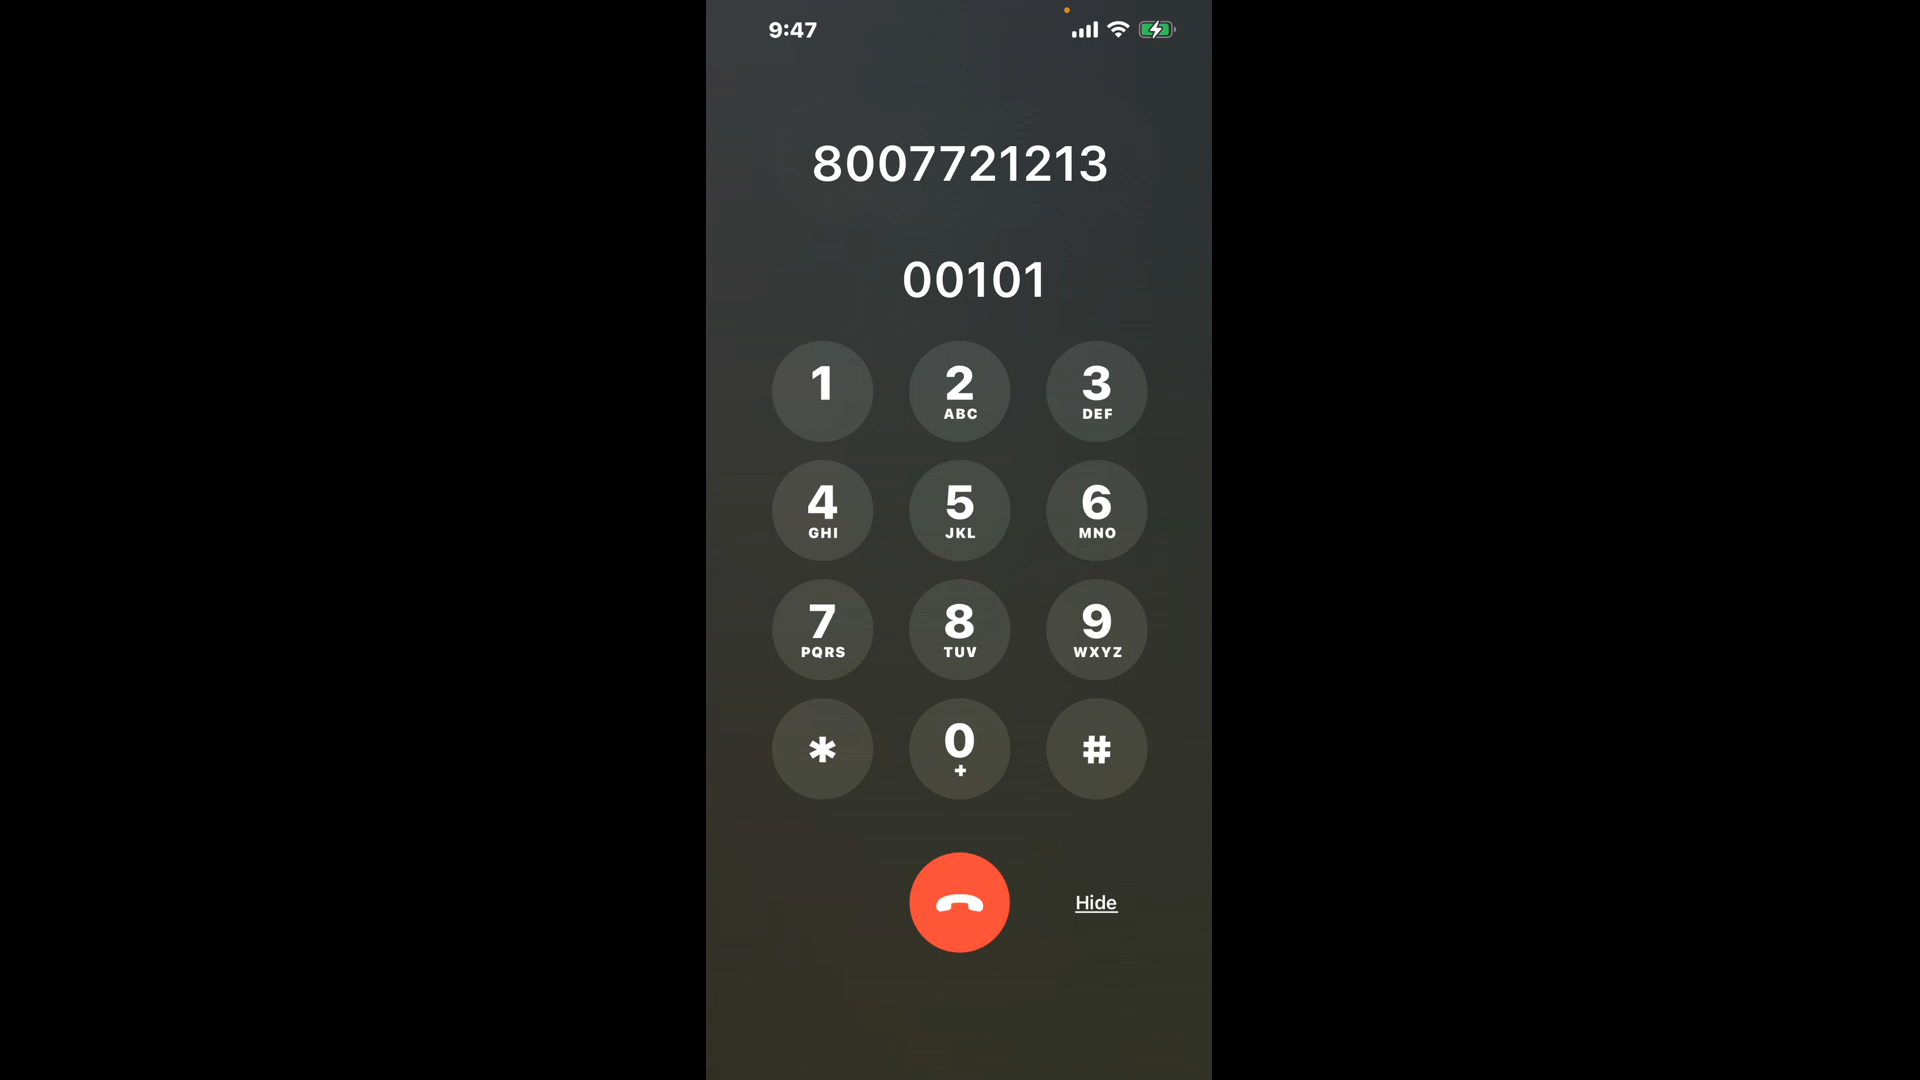 9:47
8007721213
00101
1 2 3
ABC DEF
4 5 6
GHI JKL MNO
7 8 9
PQRS TUV WXYZ
* 0 #
+
Hide